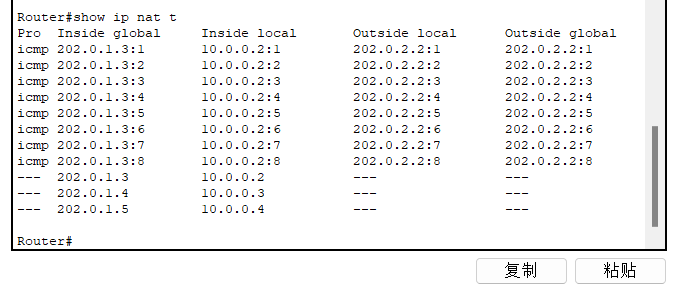 Router#show ip nat t
Pro  Inside global     Inside local       Outside local      Outside global
icmp 202.0.1.3:1       10.0.0.2:1         202.0.2.2:1        202.0.2.2:1
icmp 202.0.1.3:2       10.0.0.2:2         202.0.2.2:2        202.0.2.2:2
icmp 202.0.1.3:3       10.0.0.2:3         202.0.2.2:3        202.0.2.2:3
icmp 202.0.1.3:4       10.0.0.2:4         202.0.2.2:4        202.0.2.2:4
icmp 202.0.1.3:5       10.0.0.2:5         202.0.2.2:5        202.0.2.2:5
icmp 202.0.1.3:6       10.0.0.2:6         202.0.2.2:6        202.0.2.2:6
icmp 202.0.1.3:7       10.0.0.2:7         202.0.2.2:7        202.0.2.2:7
icmp 202.0.1.3:8       10.0.0.2:8         202.0.2.2:8        202.0.2.2:8
---  202.0.1.3         10.0.0.2           ---                ---
---  202.0.1.4         10.0.0.3           ---                ---
---  202.0.1.5         10.0.0.4           ---                ---
Router#
复制 粘贴